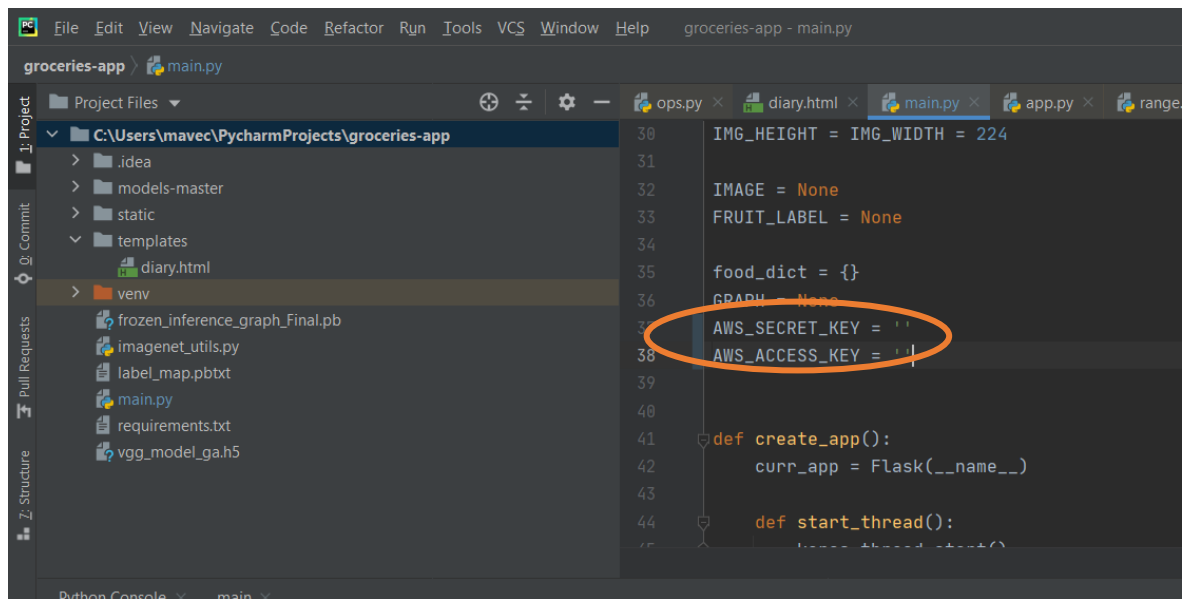 File Edit View Navigate Code Refactor Run Tools VCS Window Help groceries-app - main.py
groceries-app main.py
1: Project
0: Commit
Pull Requests
Z: Structure
Project Files
C:\Users\mavec\PycharmProjects\groceries-app
.idea
models-master
static
templates
diary.html
venv
frozen_inference_graph_Final.pb
imagenet_utils.py
label_map.pbtxt
main.py
requirements.txt
vgg_model_ga.h5
ops.py diary.html main.py app.py range.
30 IMG_HEIGHT = IMG_WIDTH = 224
31
32 IMAGE = None
33 FRUIT_LABEL = None
34
35 food_dict = {}
36 GRAPH = None
37 AWS_SECRET_KEY = ''
38 AWS_ACCESS_KEY = ''
39
40
41 def create_app():
42 curr_app = Flask(__name__)
43
44 def start_thread():
Python Console main